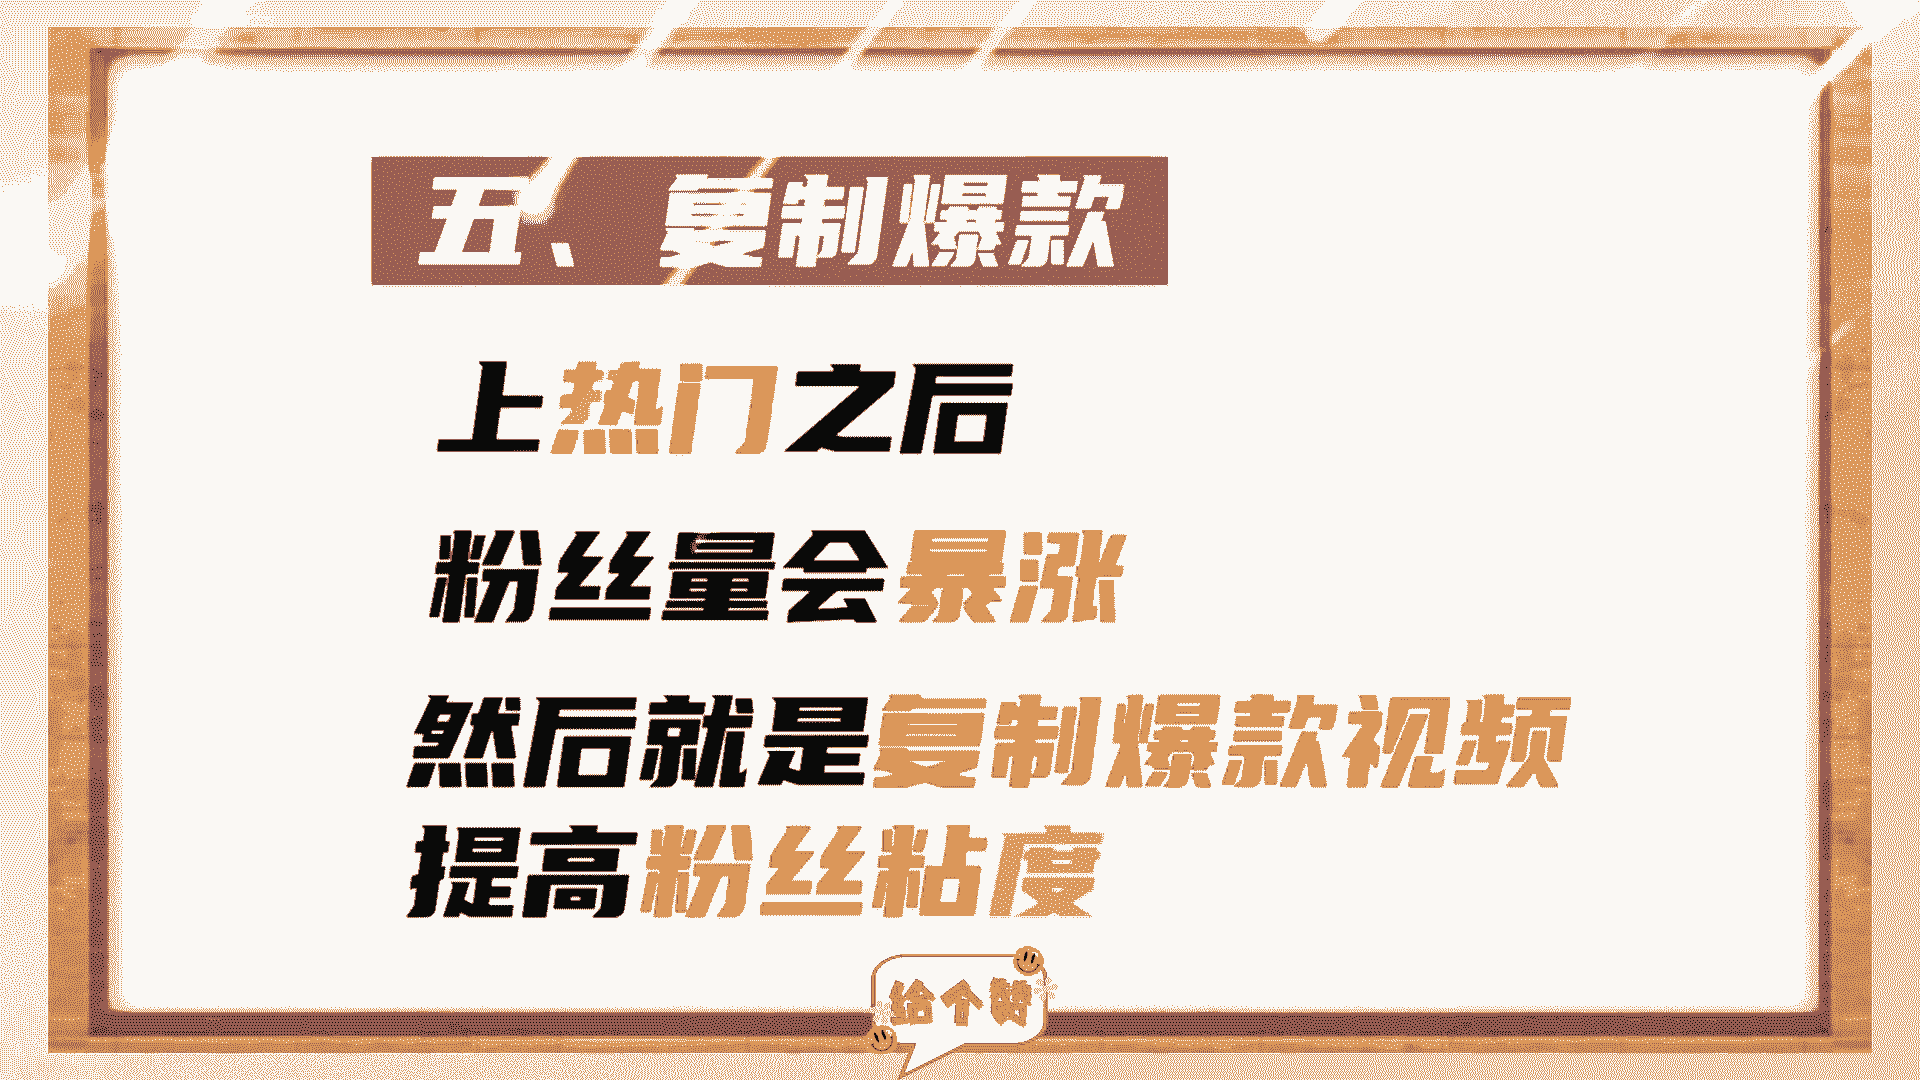 五、复制爆款
上热门之后
粉丝量会暴涨
然后就是复制爆款视频
提高粉丝粘度
给个赞